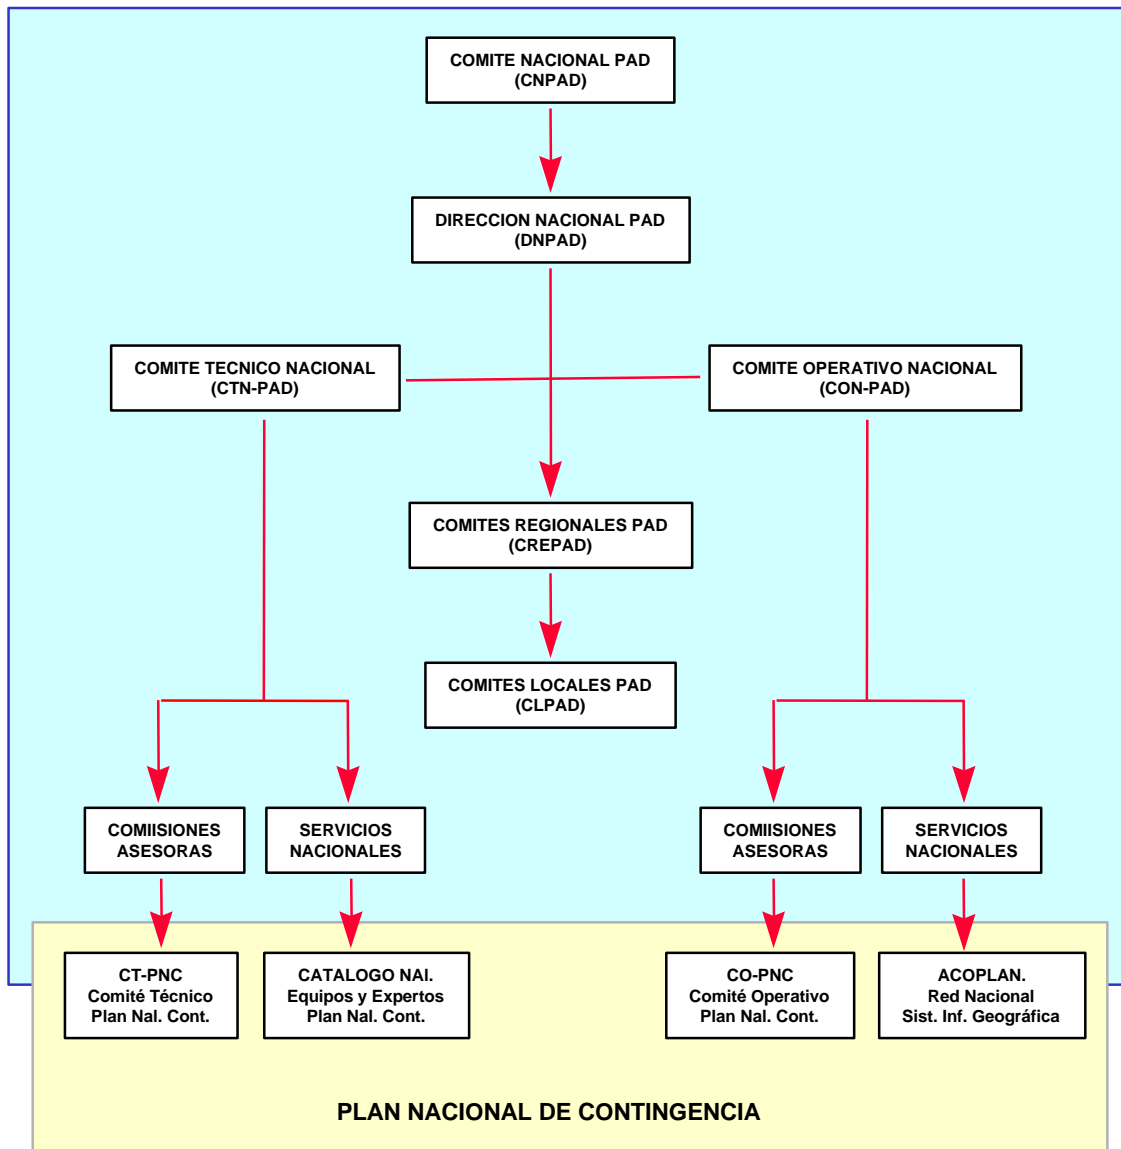 COMITE NACIONAL PAD
(CNPAD)
DIRECCION NACIONAL PAD
(DNPAD)
COMITE TECNICO NACIONAL
(CTN-PAD)
COMITE OPERATIVO NACIONAL
(CON-PAD)
COMITES REGIONALES PAD
(CREPAD)
COMITES LOCALES PAD
(CLPAD)
COMIISIONES
ASESORAS
SERVICIOS
NACIONALES
COMIISIONES
ASESORAS
SERVICIOS
NACIONALES
CT-PNC
Comité Técnico
Plan Nal. Cont.
CATALOGO NAI.
Equipos y Expertos
Plan Nal. Cont.
CO-PNC
Comité Operativo
Plan Nal. Cont.
ACOPLAN.
Red Nacional
Sist. Inf. Geográfica
PLAN NACIONAL DE CONTINGENCIA